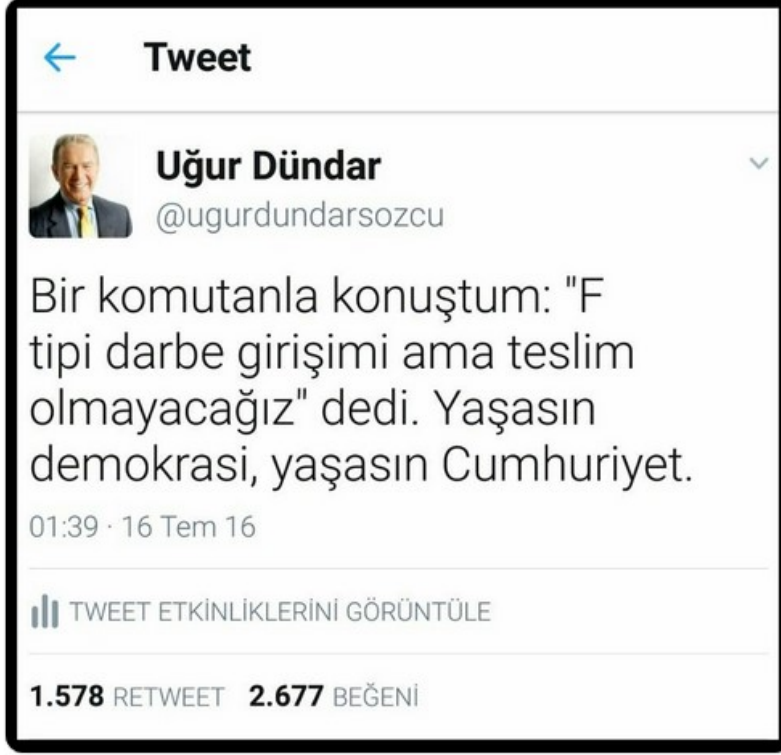 Tweet
Uğur Dündar
@ugurdundarsozcu
Bir komutanla konuştum: "F
tipi darbe girişimi ama teslim
olmayacağız" dedi. Yaşasın
demokrasi, yaşasın Cumhuriyet.
01:39 · 16 Tem 16
TWEET ETKİNLİKLERİNİ GÖRÜNTÜLE
1.578 RETWEET 2.677 BEĞENİ